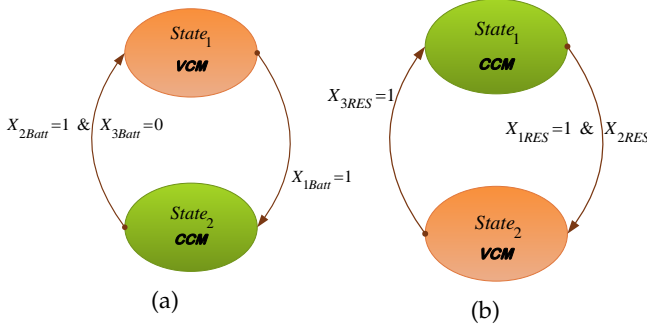 State₁
VCM
X₂Batt=1 & X₃Batt=0
X₁Batt=1
State₂
CCM
(a)
State₁
CCM
X₃RES=1
X₁RES=1 & X₂RES
State₂
VCM
(b)